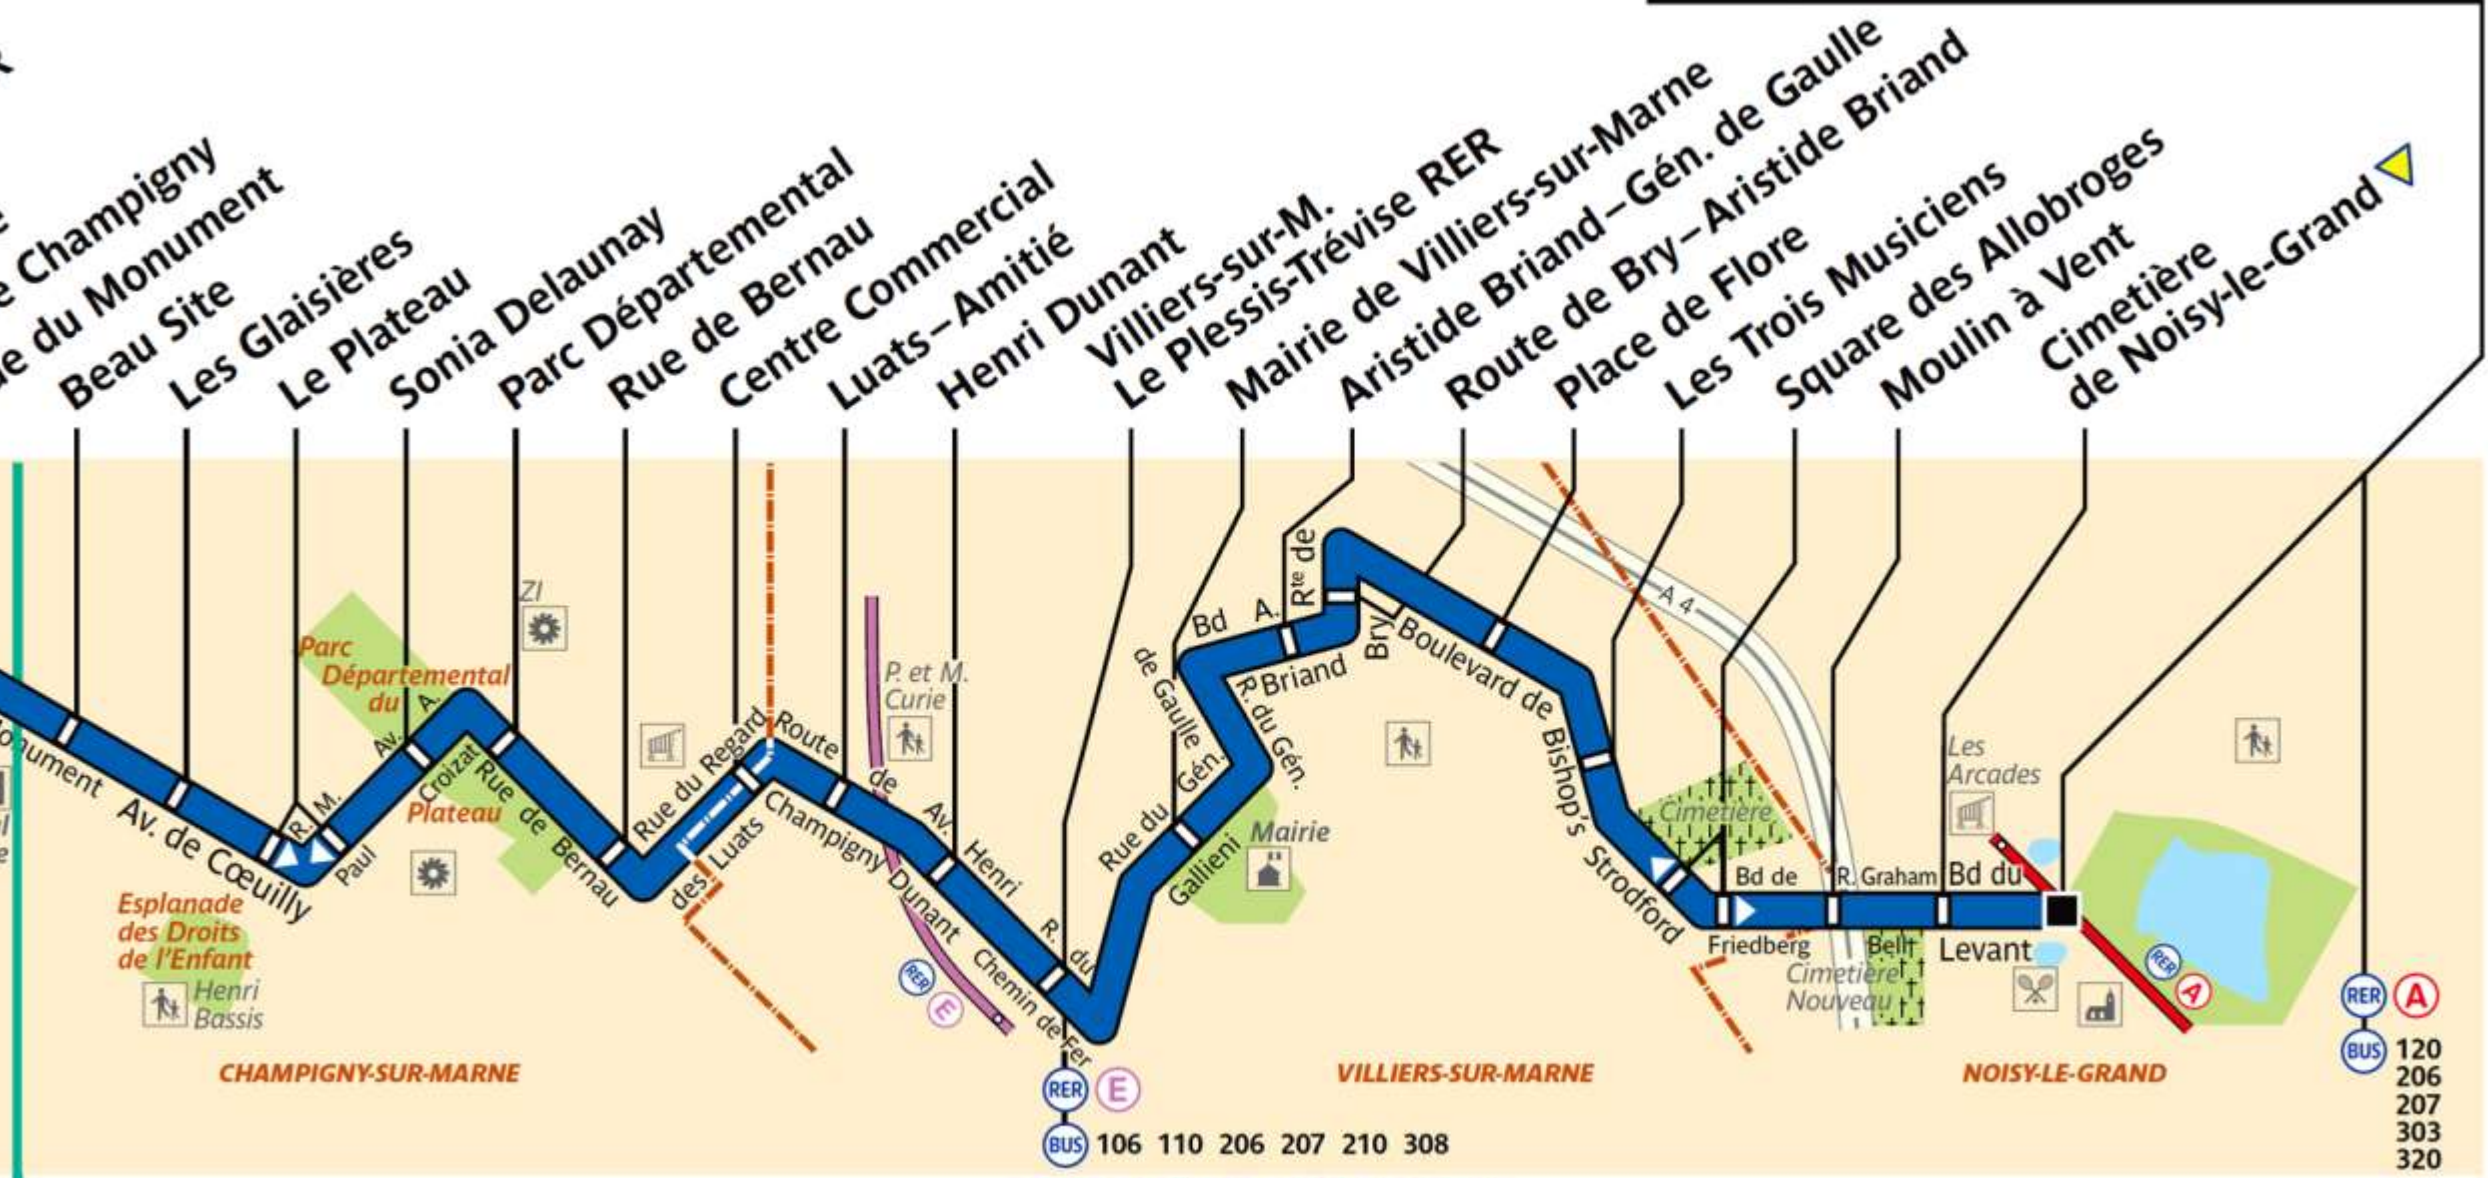 R
e
e Champigny
e du Monument
Beau Site
Les Glaisières
Le Plateau
Sonia Delaunay
Parc Départemental
Rue de Bernau
Centre Commercial
Luats–Amitié
Henri Dunant
Villiers-sur-M.
Le Plessis-Trévise RER
Mairie de Villiers-sur-Marne
Aristide Briand–Gén. de Gaulle
Route de Bry–Aristide Briand
Place de Flore
Les Trois Musiciens
Square des Allobroges
Moulin à Vent
Cimetière
de Noisy-le-Grand
ZI
Parc
Départemental
du
Plateau
onument
Av. de Cœuilly
R. M.
Paul
Av. A.
Croizat
Rue de Bernau
Rue du Regard
des Luats
Route de
Champigny
P. et M.
Curie
Av. Henri
Dunant
R. du
Chemin de Fer
Rue du Gén.
Gallieni
R. du Gén.
de Gaulle
Bd A.
Briand
Rte de
Bry
Boulevard de Bishop's Strodford
A 4
Cimetière
Mairie
Bd de
Friedberg
R. Graham
Bell
Bd du
Levant
Les
Arcades
Cimetière
Nouveau
Esplanade
des Droits
de l'Enfant
Henri
Bassis
RER E
RER A
CHAMPIGNY-SUR-MARNE
VILLIERS-SUR-MARNE
NOISY-LE-GRAND
RER E
BUS 106 110 206 207 210 308
RER A
BUS 120
206
207
303
320